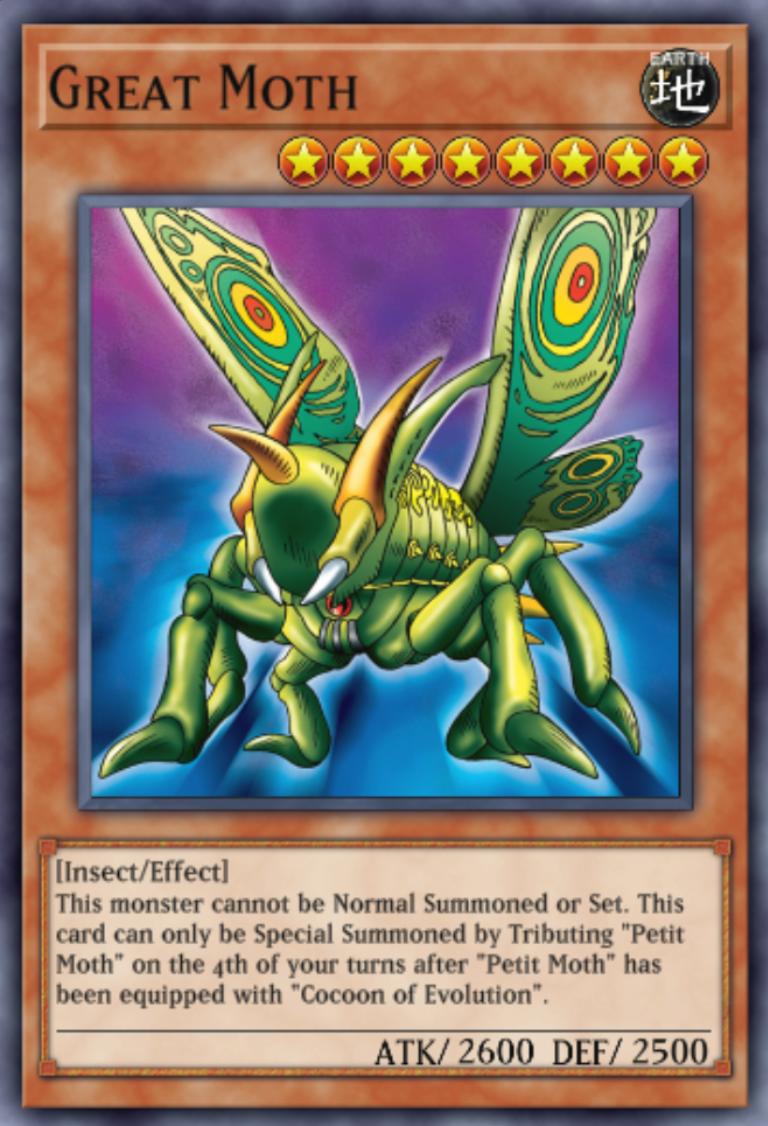 GREAT MOTH
EARTH
地
[Insect/Effect]
This monster cannot be Normal Summoned or Set. This
card can only be Special Summoned by Tributing "Petit
Moth" on the 4th of your turns after "Petit Moth" has
been equipped with "Cocoon of Evolution".
ATK/ 2600 DEF/ 2500